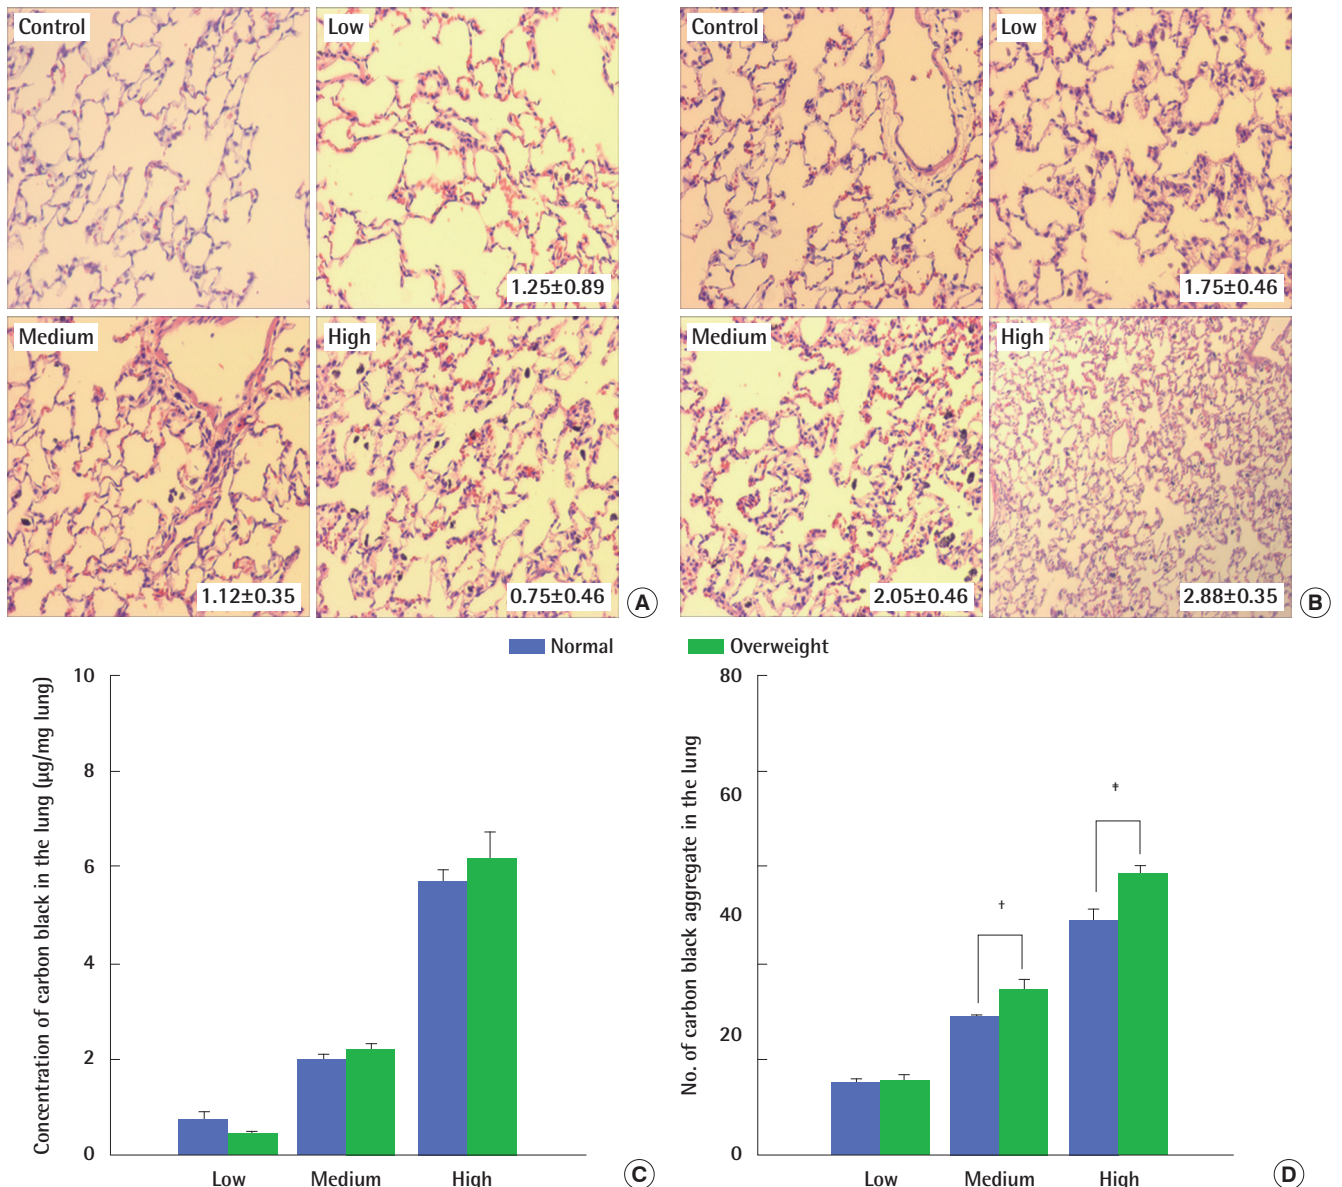 Control
Low
1.25±0.89
Medium
1.12±0.35
High
0.75±0.46
A
Control
Low
1.75±0.46
Medium
2.05±0.46
High
2.88±0.35
B
Normal
Overweight
Concentration of carbon black in the lung (µg/mg lung)
10
8
6
4
2
0
Low
Medium
High
C
No. of carbon black aggregate in the lung
80
60
40
20
0
†
‡
Low
Medium
High
D